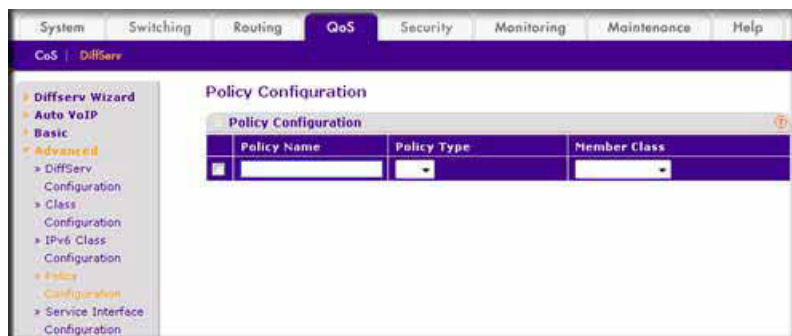 System Switching Routing QoS Security Monitoring Maintenance Help
CoS | DiffServ
Diffserv Wizard
Auto VoIP
Basic
Advanced
» DiffServ
Configuration
» Class
Configuration
» IPv6 Class
Configuration
» Policy
Configuration
» Service Interface
Configuration
Policy Configuration
Policy Configuration
Policy Name Policy Type Member Class